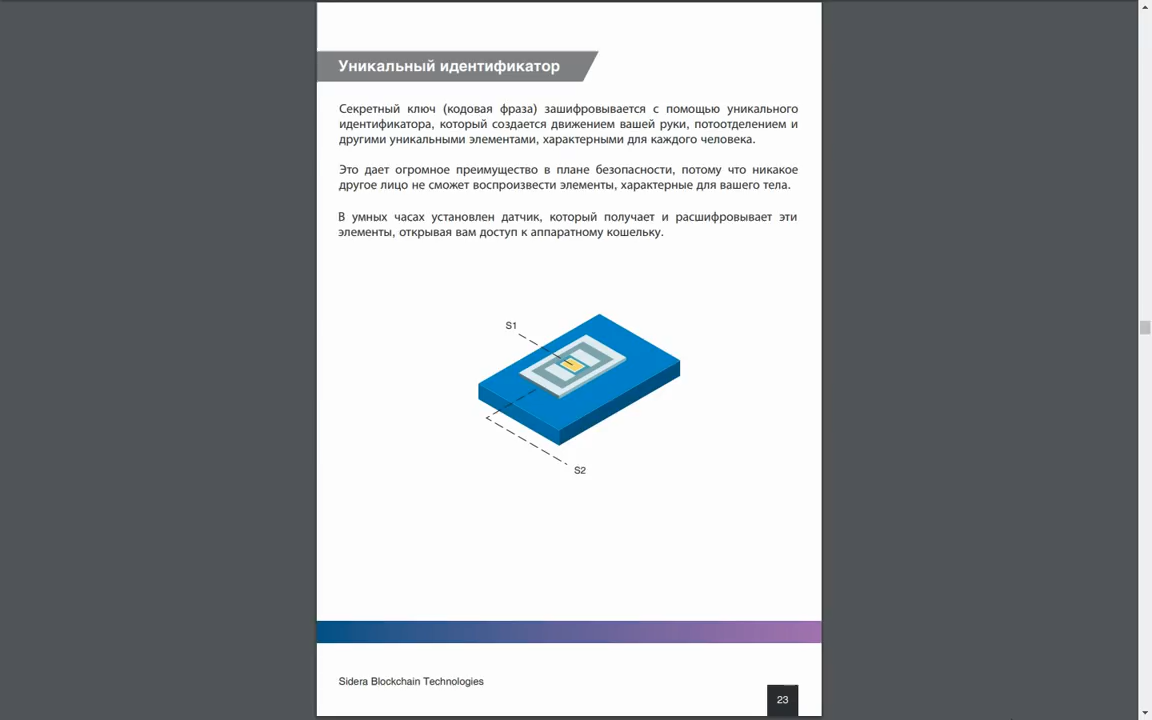 Уникальный идентификатор
Секретный ключ (кодовая фраза) зашифровывается с помощью уникального
идентификатора, который создается движением вашей руки, потоотделением и
другими уникальными элементами, характерными для каждого человека.
Это дает огромное преимущество в плане безопасности, потому что никакое
другое лицо не сможет воспроизвести элементы, характерные для вашего тела.
В умных часах установлен датчик, который получает и расшифровывает эти
элементы, открывая вам доступ к аппаратному кошельку.
S1
S2
Sidera Blockchain Technologies
23